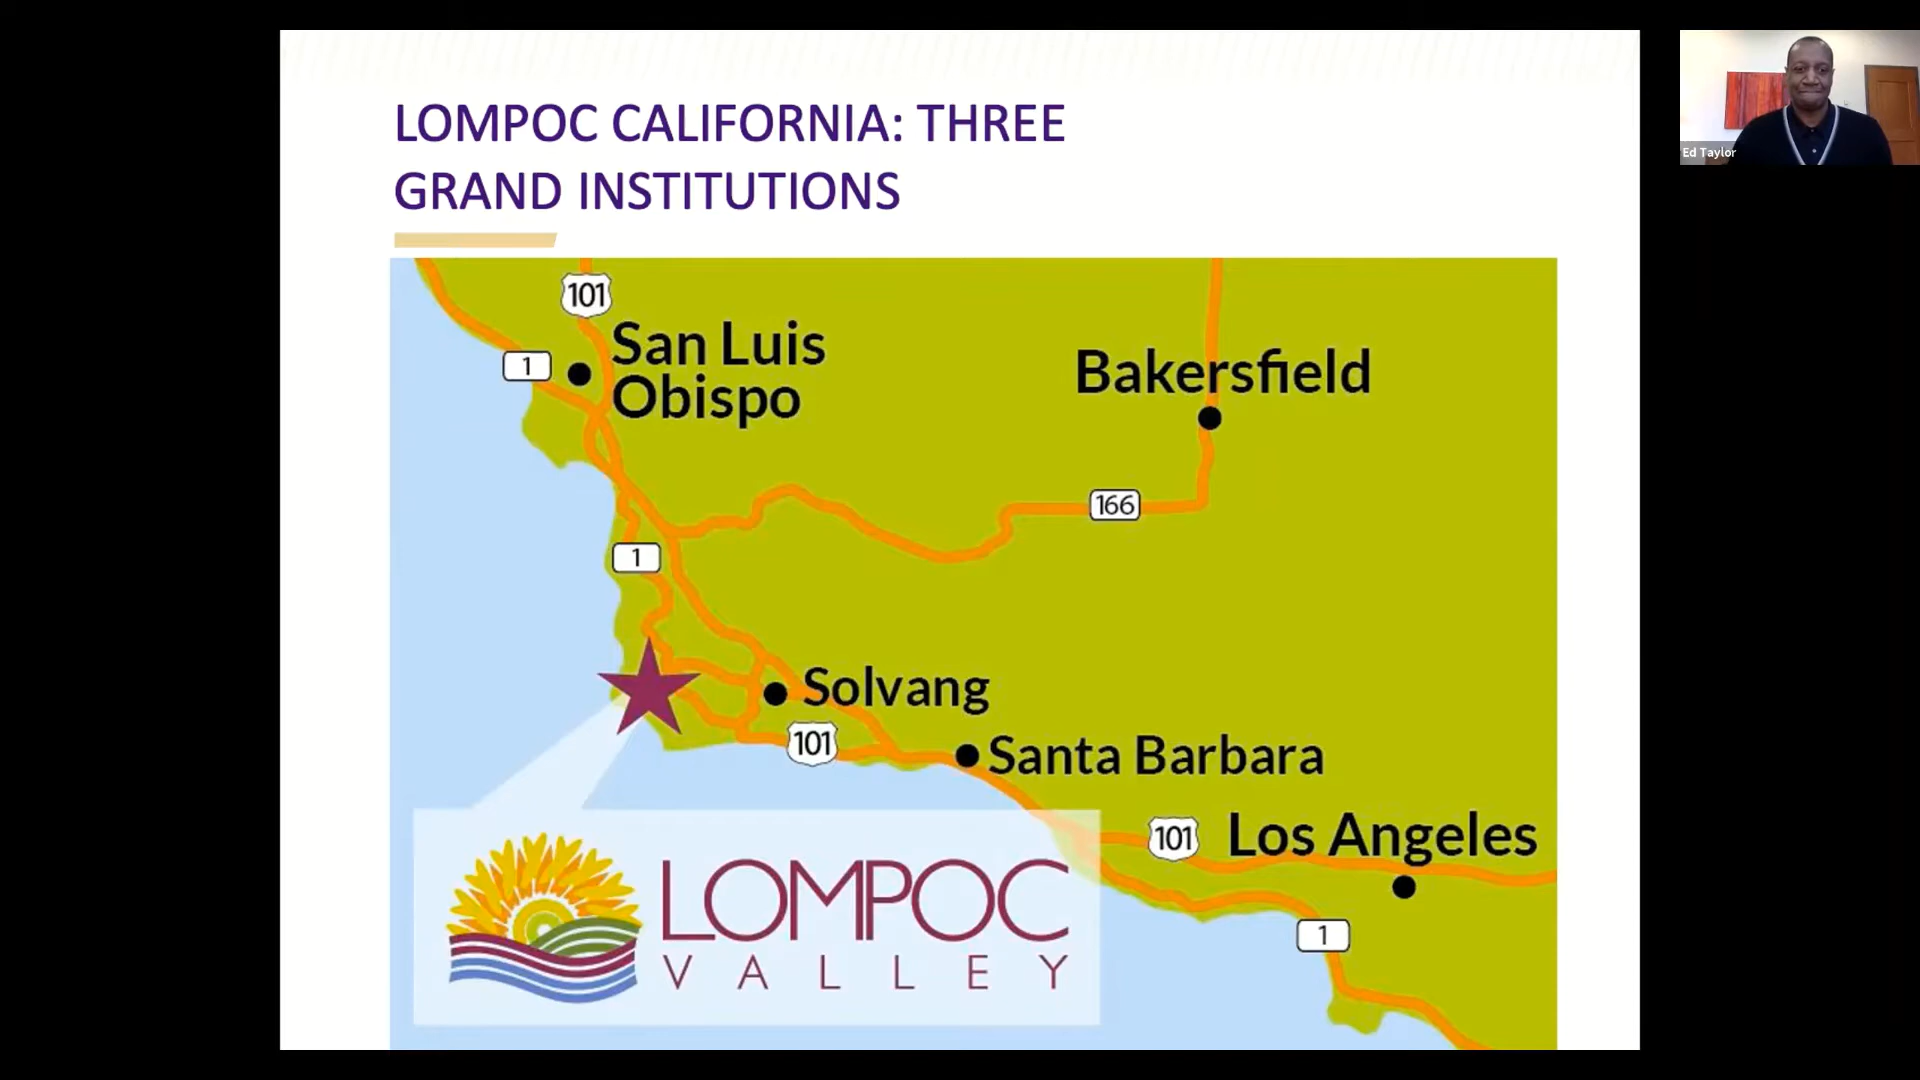 LOMPOC CALIFORNIA: THREE
GRAND INSTITUTIONS
Ed Taylor
101
San Luis
Obispo
1
Bakersfield
166
1
Solvang
101
Santa Barbara
101
Los Angeles
1
LOMPOC
VALLEY